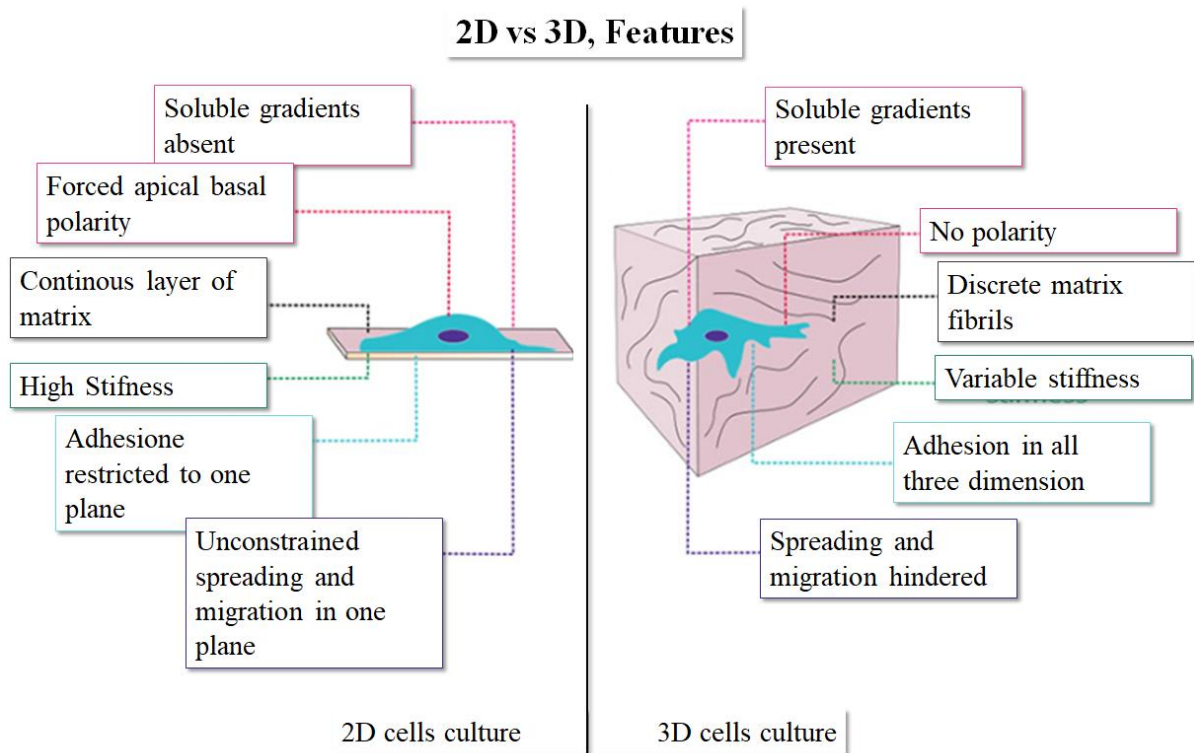 2D vs 3D, Features
Soluble gradients
absent
Forced apical basal
polarity
Continous layer of
matrix
High Stifness
Adhesione
restricted to one
plane
Unconstrained
spreading and
migration in one
plane
2D cells culture
Soluble gradients
present
No polarity
Discrete matrix
fibrils
Variable stiffness
Adhesion in all
three dimension
Spreading and
migration hindered
3D cells culture